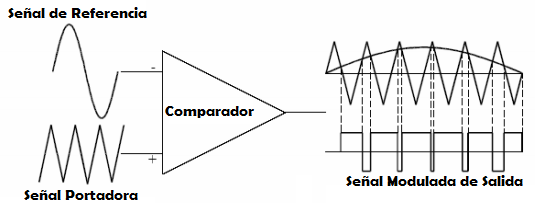 Señal de Referencia
-
Comparador
+
Señal Portadora
Señal Modulada de Salida